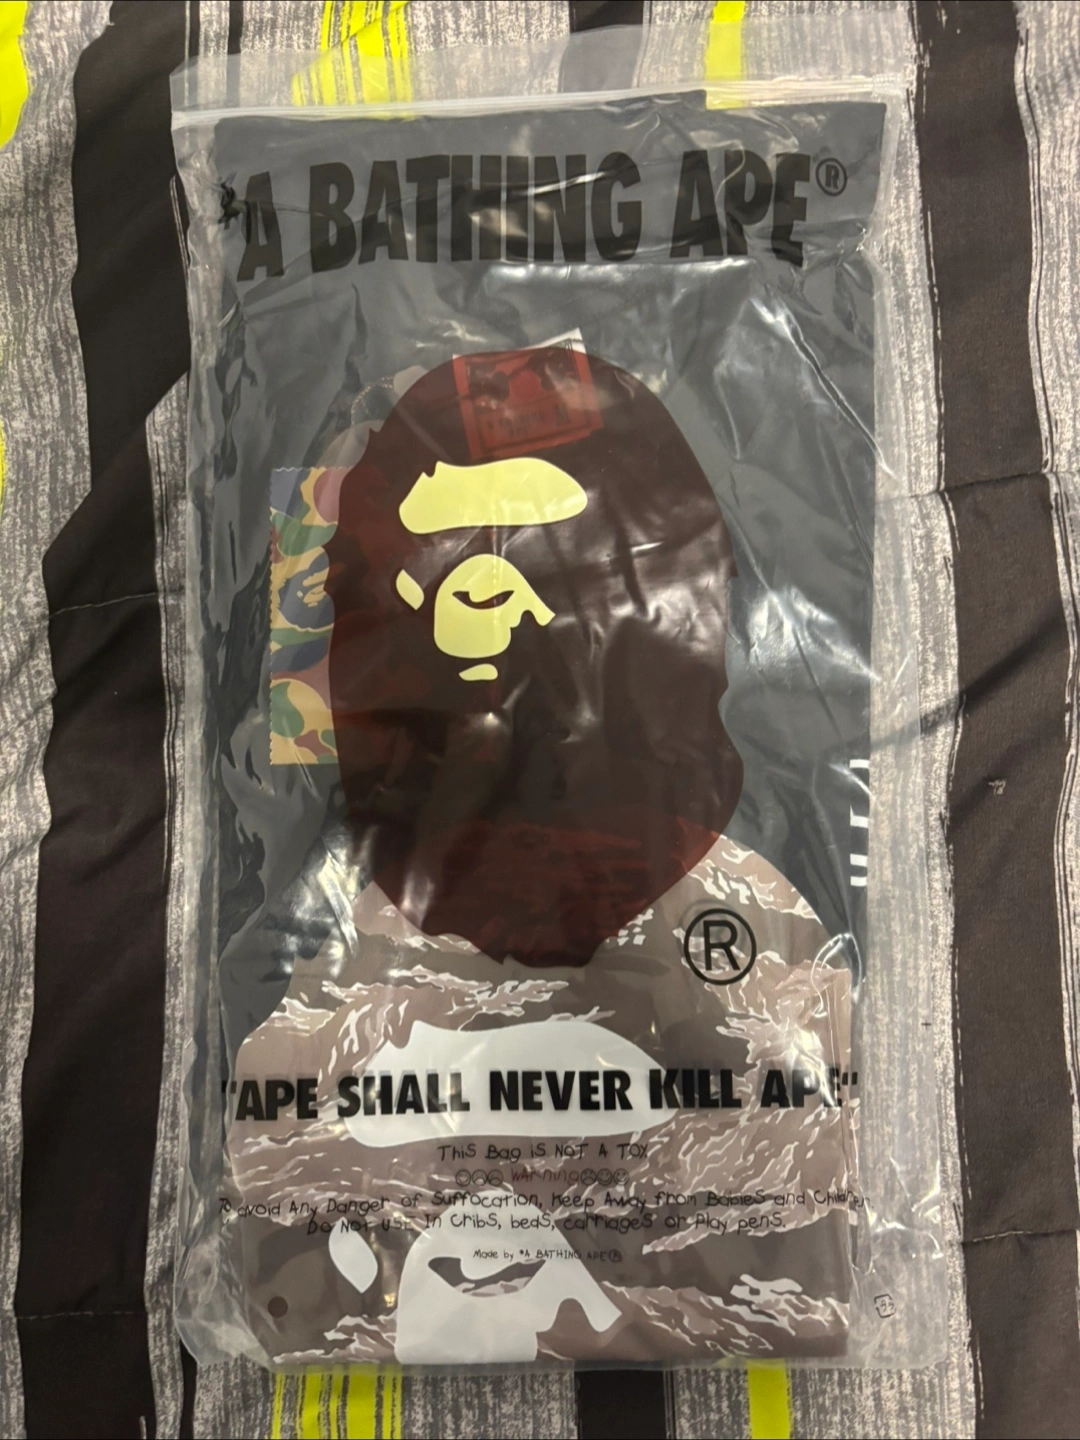 *A BATHING APE®
®
"APE SHALL NEVER KILL APE"
This Bag iS NOT A TOY
WArning
To avoid Any Danger of Suffocation, Keep Away from Babies and Children
Do NOT USE In CribS, bedS, carriageS or Play penS.
Made by *A BATHING APE®